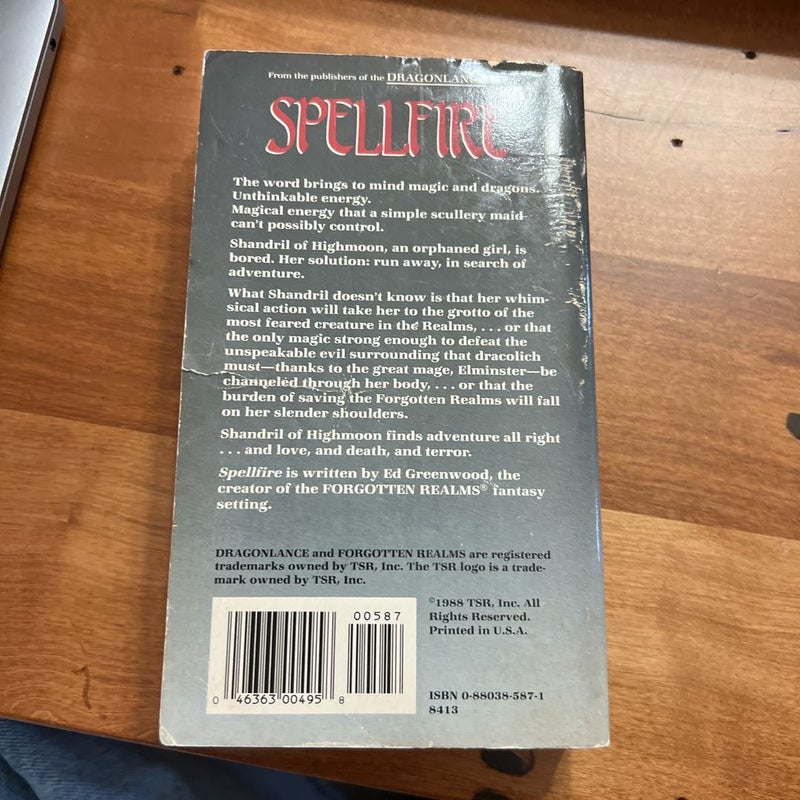 From the publishers of the DRAGONLANCE
SPELLFIRE
The word brings to mind magic and dragons.
Unthinkable energy.
Magical energy that a simple scullery maid
can't possibly control.
Shandril of Highmoon, an orphaned girl, is
bored. Her solution: run away, in search of
adventure.
What Shandril doesn't know is that her whim-
sical action will take her to the grotto of the
most feared creature in the Realms, . . . or that
the only magic strong enough to defeat the
unspeakable evil surrounding that dracolich
must—thanks to the great mage, Elminster—be
channeled through her body, . . . or that the
burden of saving the Forgotten Realms will fall
on her slender shoulders.
Shandril of Highmoon finds adventure all right
. . . and love, and death, and terror.
Spellfire is written by Ed Greenwood, the
creator of the FORGOTTEN REALMS® fantasy
setting.
DRAGONLANCE and FORGOTTEN REALMS are registered
trademarks owned by TSR, Inc. The TSR logo is a trade-
mark owned by TSR, Inc.
©1988 TSR, Inc. All
Rights Reserved.
Printed in U.S.A.
00587
0 46363 00495 8
ISBN 0-88038-587-1
8413